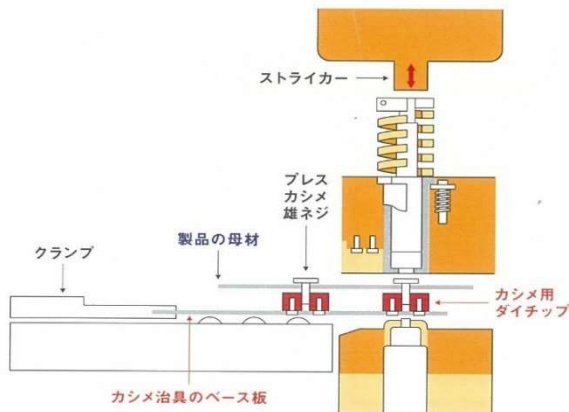 ストライカー
プレス
カシメ
雄ネジ
製品の母材
クランプ
カシメ用
ダイチップ
カシメ治具のベース板